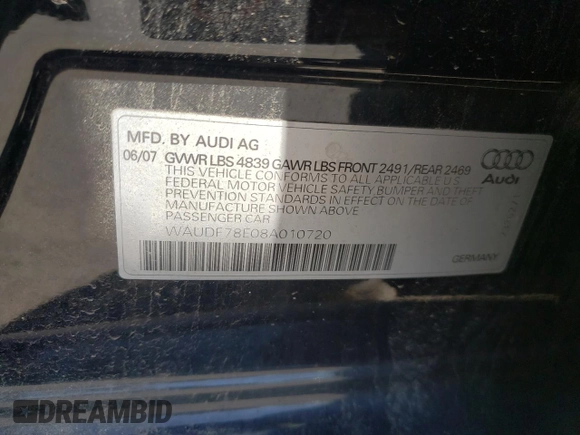 MFD. BY AUDI AG
06/07 GVWR LBS 4839 GAWR LBS FRONT 2491/REAR 2469
THIS VEHICLE CONFORMS TO ALL APPLICABLE U.S.
FEDERAL MOTOR VEHICLE SAFETY BUMPER AND THEFT
PREVENTION STANDARDS IN EFFECT ON THE DATE OF
MANUFACTURE SHOWN ABOVE
PASSENGER CAR
WAUDF78E08A010720
Audi
GERMANY
DREAMBID